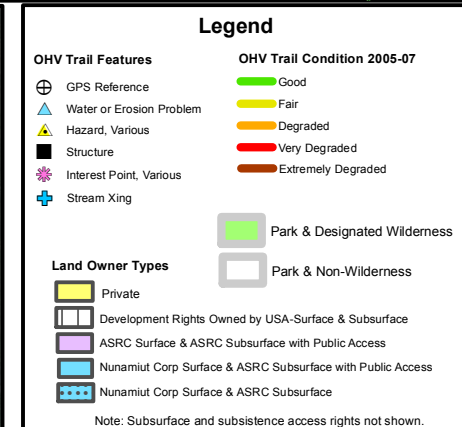 Legend
OHV Trail Features
GPS Reference
Water or Erosion Problem
Hazard, Various
Structure
Interest Point, Various
Stream Xing
OHV Trail Condition 2005-07
Good
Fair
Degraded
Very Degraded
Extremely Degraded
Park & Designated Wilderness
Park & Non-Wilderness
Land Owner Types
Private
Development Rights Owned by USA-Surface & Subsurface
ASRC Surface & ASRC Subsurface with Public Access
Nunamiut Corp Surface & ASRC Subsurface with Public Access
Nunamiut Corp Surface & ASRC Subsurface
Note: Subsurface and subsistence access rights not shown.